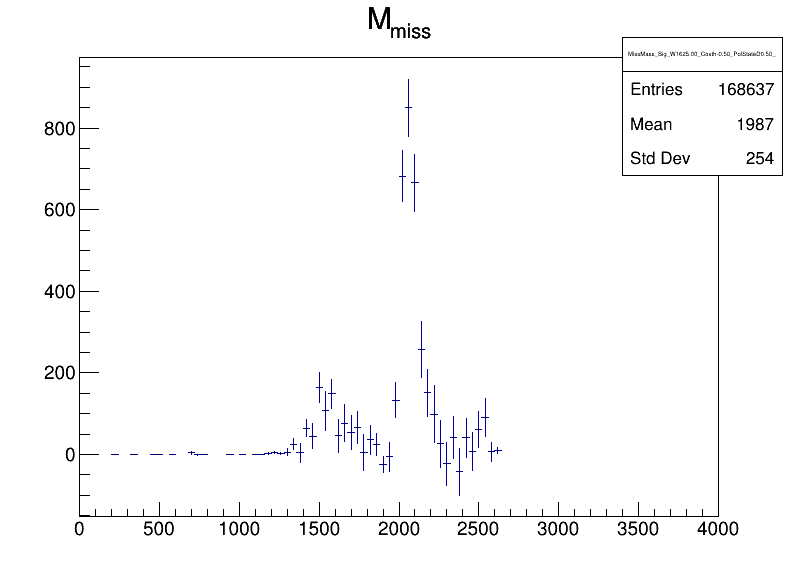 M_miss
MissMass_Sig_W1625.00_Costh-0.50_PolStateD0.50_
Entries 168637
Mean 1987
Std Dev 254
800
600
400
200
0
0 500 1000 1500 2000 2500 3000 3500 4000